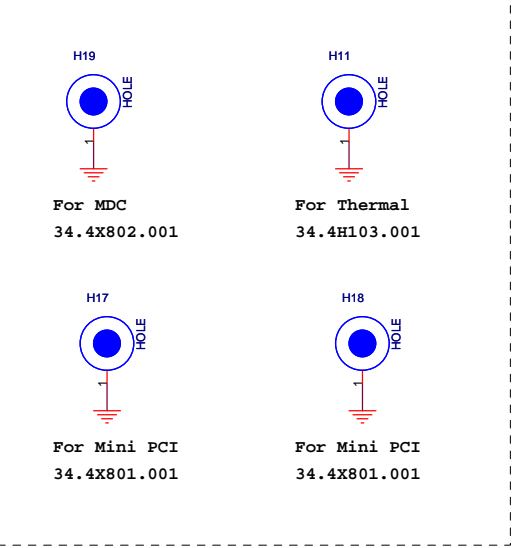 H19
HOLE
1
For MDC
34.4X802.001
H11
HOLE
1
For Thermal
34.4H103.001
H17
HOLE
1
For Mini PCI
34.4X801.001
H18
HOLE
1
For Mini PCI
34.4X801.001